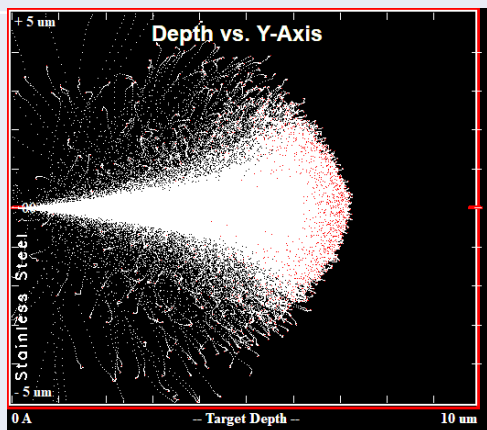 + 5 um
Depth vs. Y-Axis
Stainless Steel
- 5 um
0 A
-- Target Depth --
10 um